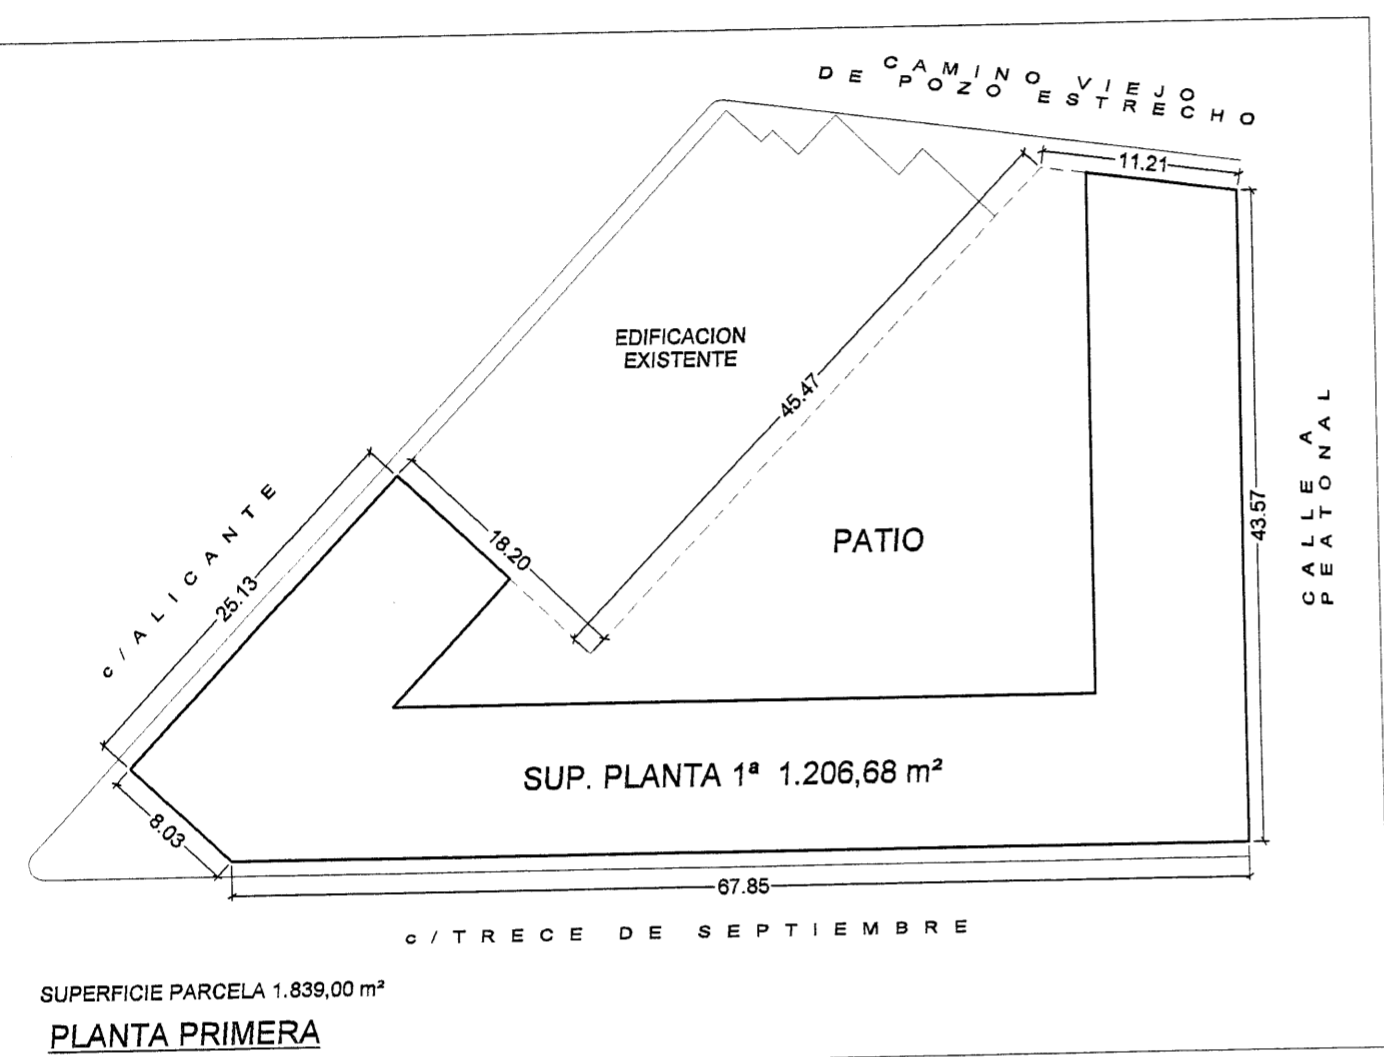 CAMINO VIEJO
DE POZO ESTRECHO
11.21
EDIFICACION
EXISTENTE
45.47
CALLE A
PEATONAL
c/ALICANTE
18.20
PATIO
43.57
25.13
SUP. PLANTA 1ª 1.206,68 m²
8.03
67.85
c/TRECE DE SEPTIEMBRE
SUPERFICIE PARCELA 1.839,00 m²
PLANTA PRIMERA